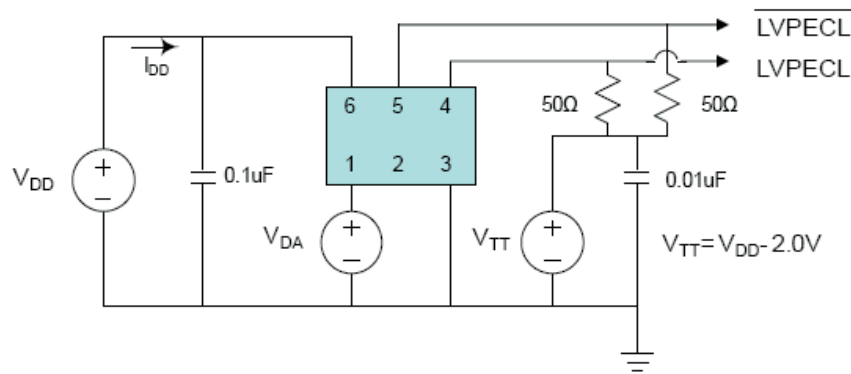 LVPECL
LVPECL
I_DD
50Ω
50Ω
6 5 4
1 2 3
V_DD
0.1uF
0.01uF
V_DA
V_TT
V_TT=V_DD-2.0V